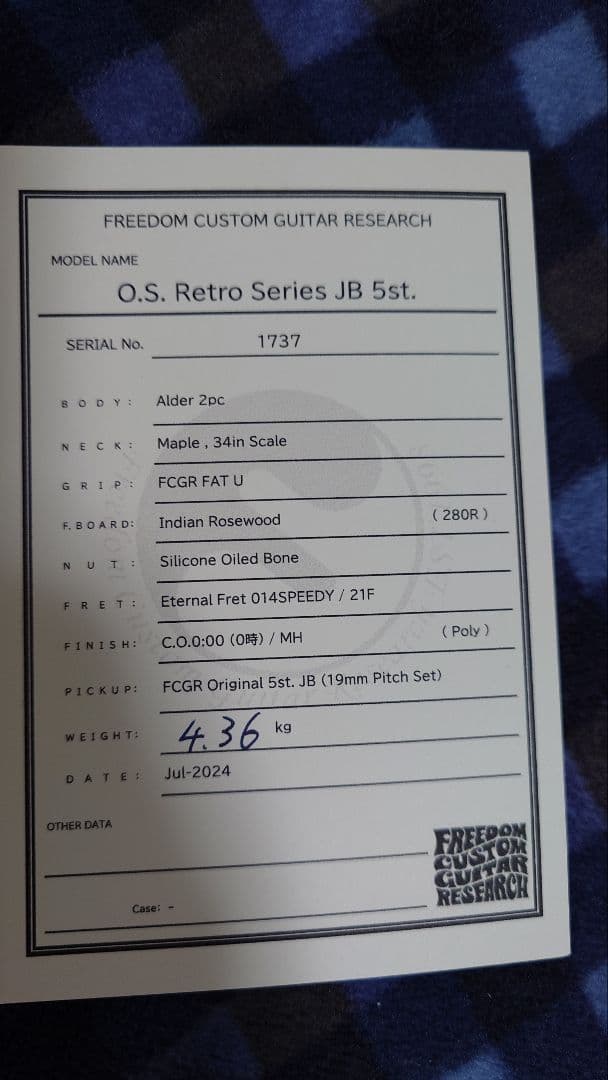 FREEDOM CUSTOM GUITAR RESEARCH
MODEL NAME
O.S. Retro Series JB 5st.
SERIAL No. 1737
BODY: Alder 2pc
NECK: Maple , 34in Scale
GRIP: FCGR FAT U
F.BOARD: Indian Rosewood (280R)
NUT: Silicone Oiled Bone
FRET: Eternal Fret 014SPEEDY / 21F
FINISH: C.O.0:00 (0時) / MH (Poly)
PICKUP: FCGR Original 5st. JB (19mm Pitch Set)
WEIGHT: 4.36 kg
DATE: Jul-2024
OTHER DATA
FREEDOM
CUSTOM
GUITAR
RESEARCH
Case: -